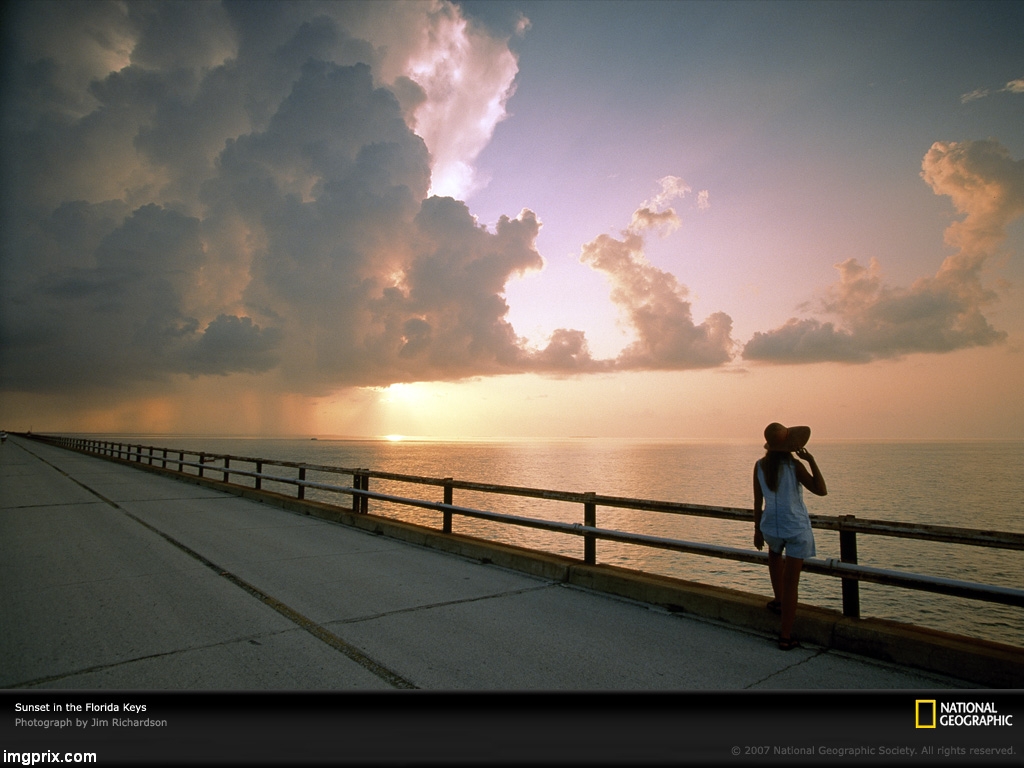 Sunset in the Florida Keys
Photograph by Jim Richardson
NATIONAL
GEOGRAPHIC
© 2007 National Geographic Society. All rights reserved.
imgprix.com